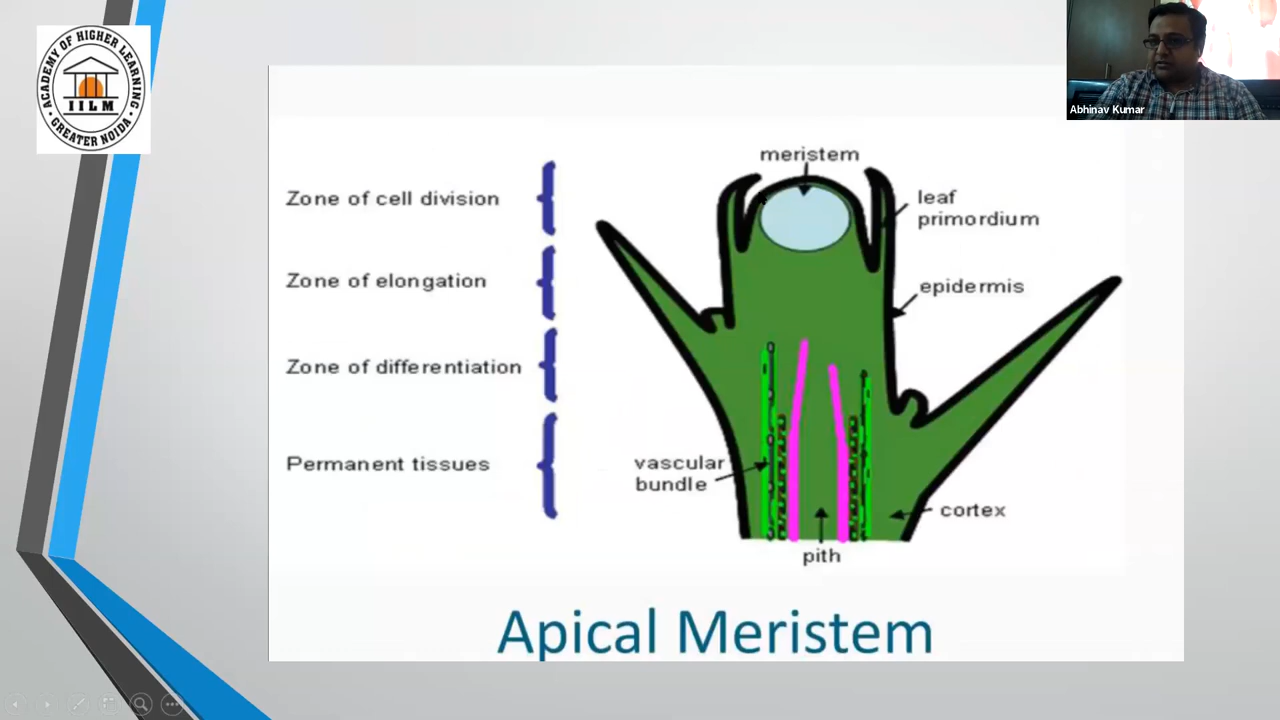 ACADEMY OF HIGHER LEARNING
IILM
GREATER NOIDA
Abhinav Kumar
meristem
Zone of cell division
leaf
primordium
Zone of elongation
epidermis
Zone of differentiation
Permanent tissues
vascular
bundle
cortex
pith
Apical Meristem